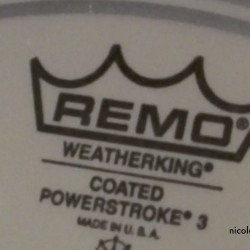 REMO®
WEATHERKING®
COATED
POWERSTROKE® 3
MADE IN U.S.A.